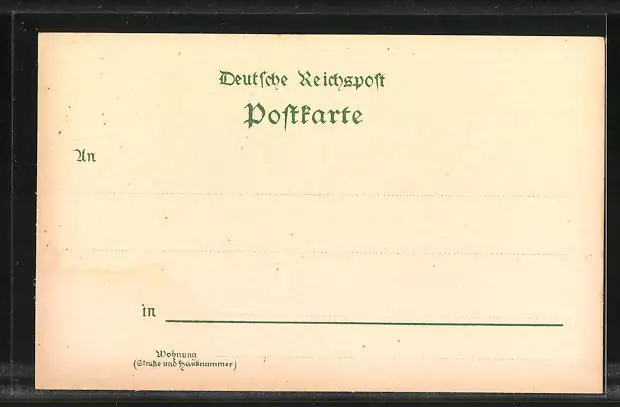 Deutsche Reichspost
Postkarte
An
in
Wohnung
(Straße und Hausnummer)